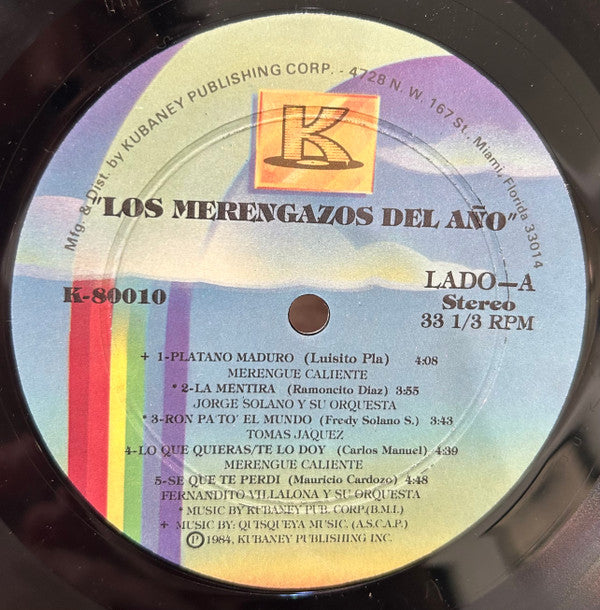 Mfg. & Dist. by KUBANEY PUBLISHING CORP. - 4728 N. W. 167 St., Miami, Florida 33014
K
"LOS MERENGAZOS DEL AÑO"
K-80010
LADO—A
Stereo
33 1/3 RPM
+ 1-PLATANO MADURO (Luisito Pla) 4:08
MERENGUE CALIENTE
* 2-LA MENTIRA (Ramoncito Diaz) 3:55
JORGE SOLANO Y SU ORQUESTA
* 3-RON PA'TO' EL MUNDO (Fredy Solano S.) 3:43
TOMAS JAQUEZ
4-LO QUE QUIERAS/TE LO DOY (Carlos Manuel) 4:39
MERENGUE CALIENTE
5-SE QUE TE PERDI (Mauricio Cardozo) 4:48
FERNANDITO VILLALONA Y SU ORQUESTA
* MUSIC BY KUBANEY PUB. CORP.(B.M.I.)
+ MUSIC BY: QUISQUEYA MUSIC. (A.S.C.A.P.)
Ⓟ 1984, KUBANEY PUBLISHING INC.